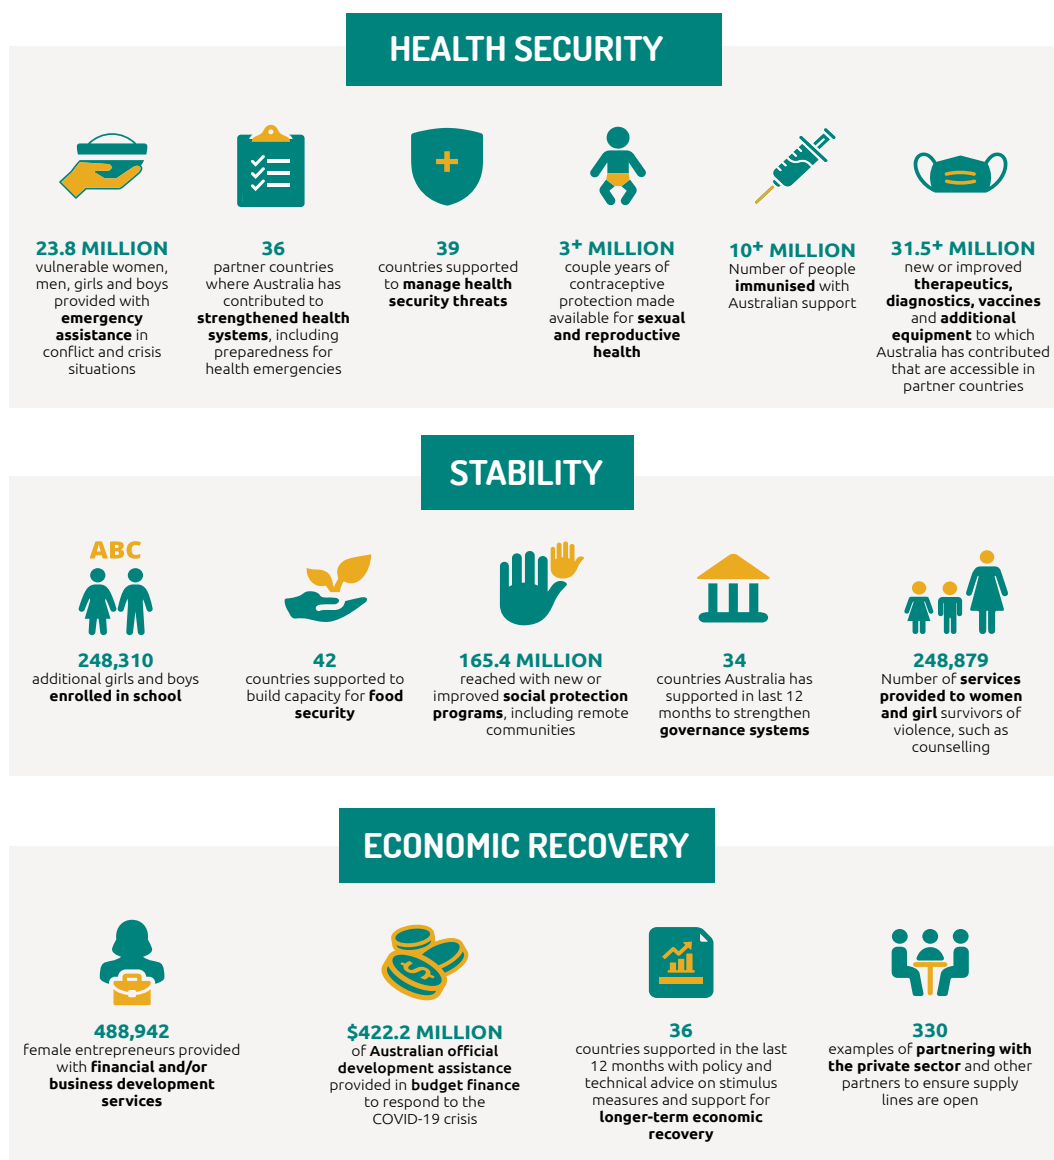 HEALTH SECURITY
23.8 MILLION
vulnerable women,
men, girls and boys
provided with
emergency
assistance in
conflict and crisis
situations
36
partner countries
where Australia has
contributed to
strengthened health
systems, including
preparedness for
health emergencies
39
countries supported
to manage health
security threats
3+ MILLION
couple years of
contraceptive
protection made
available for sexual
and reproductive
health
10+ MILLION
Number of people
immunised with
Australian support
31.5+ MILLION
new or improved
therapeutics,
diagnostics, vaccines
and additional
equipment to which
Australia has contributed
that are accessible in
partner countries
STABILITY
ABC
248,310
additional girls and boys
enrolled in school
42
countries supported to
build capacity for food
security
165.4 MILLION
reached with new or
improved social protection
programs, including remote
communities
34
countries Australia has
supported in last 12
months to strengthen
governance systems
248,879
Number of services
provided to women
and girl survivors of
violence, such as
counselling
ECONOMIC RECOVERY
488,942
female entrepreneurs provided
with financial and/or
business development
services
$
$422.2 MILLION
of Australian official
development assistance
provided in budget finance
to respond to the
COVID-19 crisis
36
countries supported in the last
12 months with policy and
technical advice on stimulus
measures and support for
longer-term economic
recovery
330
examples of partnering with
the private sector and other
partners to ensure supply
lines are open